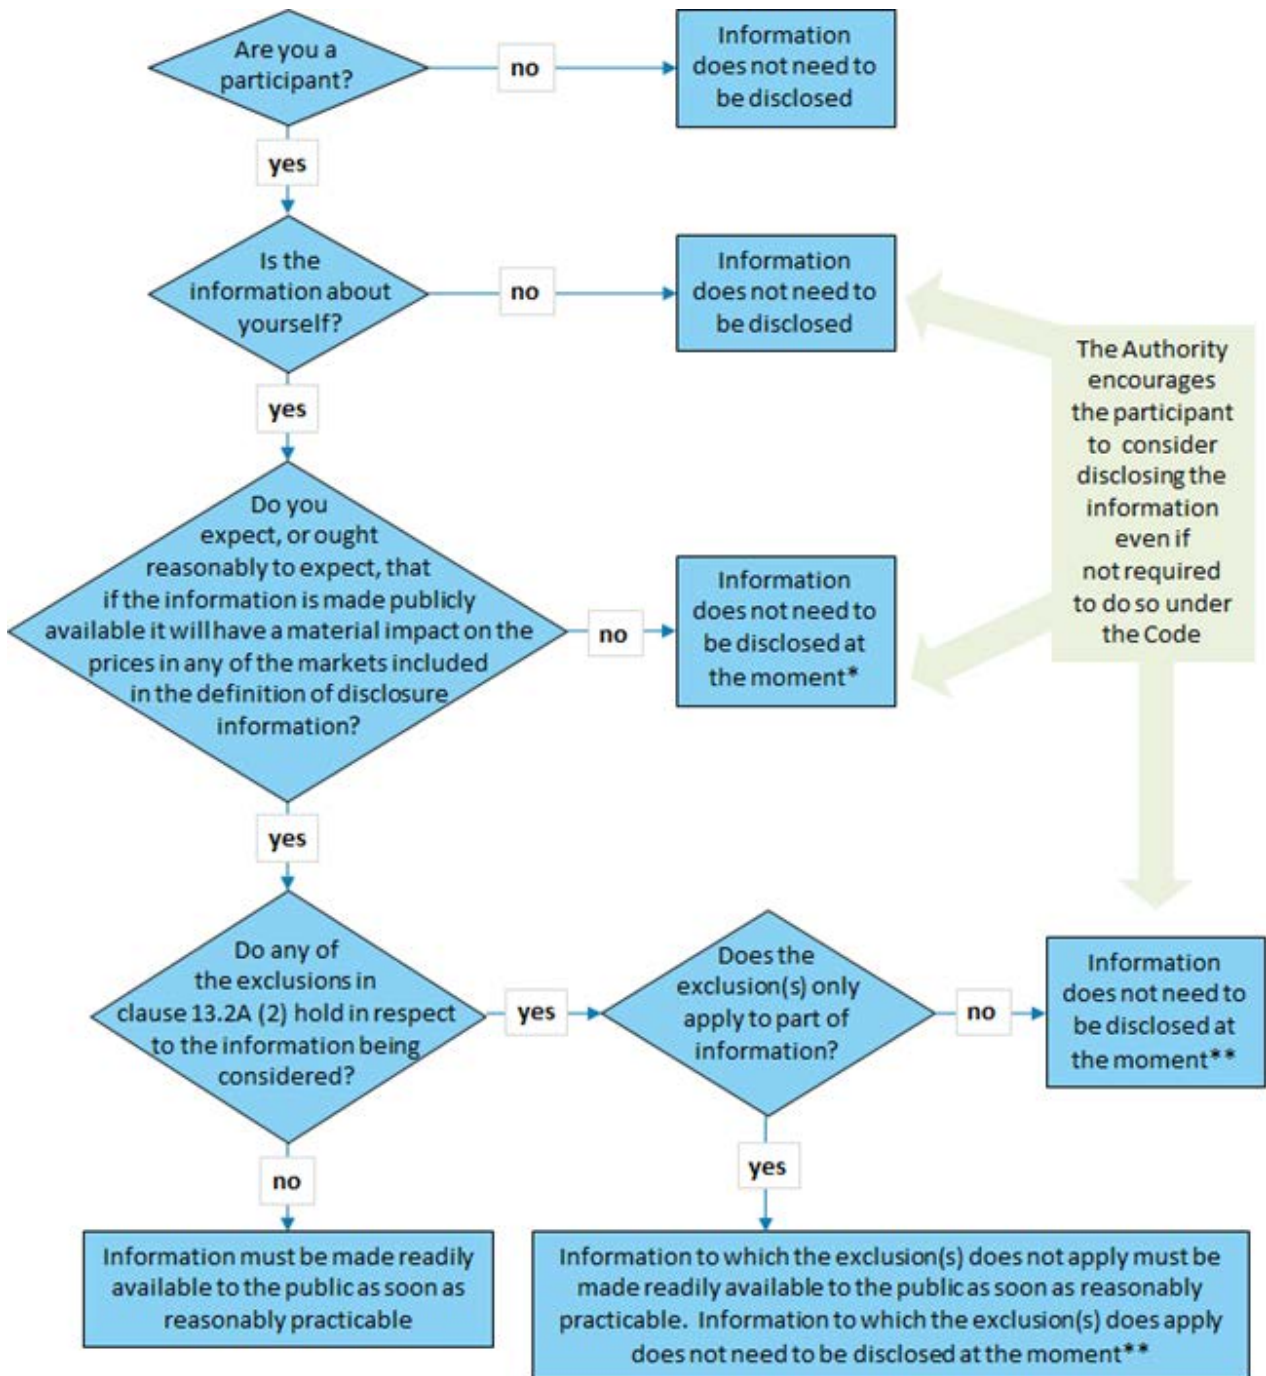 Are you a
participant?
no
Information
does not need to
be disclosed
yes
Is the
information about
yourself?
no
Information
does not need to
be disclosed
The Authority
encourages
the participant
to consider
disclosing the
information
even if
not required
to do so under
the Code
yes
Do you
expect, or ought
reasonably to expect, that
if the information is made publicly
available it will have a material impact on the
prices in any of the markets included
in the definition of disclosure
information?
no
Information
does not need to
be disclosed at
the moment*
yes
Do any of
the exclusions in
clause 13.2A (2) hold in respect
to the information being
considered?
yes
Does the
exclusion(s) only
apply to part of
information?
no
Information
does not need to
be disclosed at
the moment**
no
yes
Information must be made readily
available to the public as soon as
reasonably practicable
Information to which the exclusion(s) does not apply must be
made readily available to the public as soon as reasonably
practicable. Information to which the exclusion(s) does apply
does not need to be disclosed at the moment**